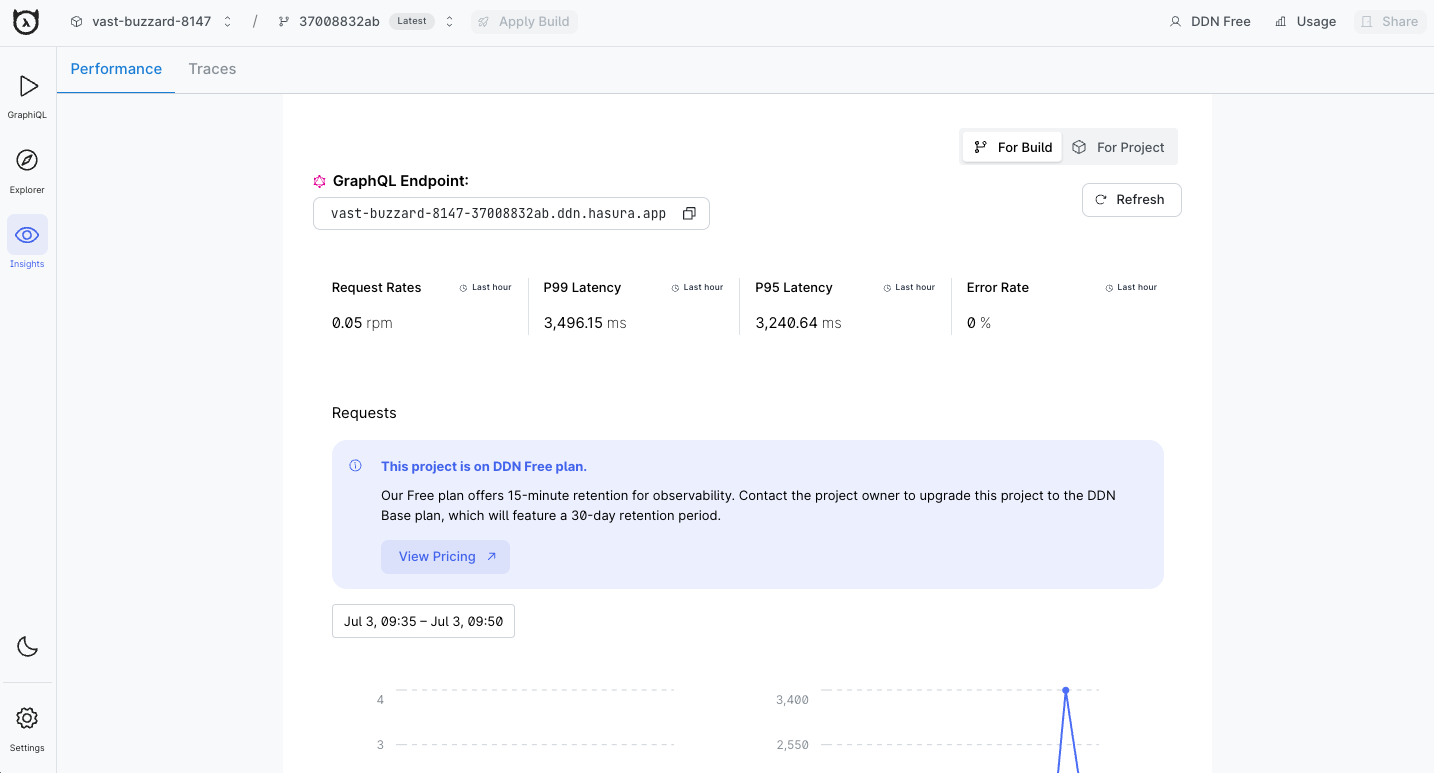 vast-buzzard-8147 / 37008832ab Latest Apply Build DDN Free Usage Share
Performance Traces
GraphiQL
Explorer
Insights
Settings
For Build For Project
GraphQL Endpoint:
vast-buzzard-8147-37008832ab.ddn.hasura.app
Refresh
Request Rates Last hour
0.05 rpm
P99 Latency Last hour
3,496.15 ms
P95 Latency Last hour
3,240.64 ms
Error Rate Last hour
0 %
Requests
This project is on DDN Free plan.
Our Free plan offers 15-minute retention for observability. Contact the project owner to upgrade this project to the DDN
Base plan, which will feature a 30-day retention period.
View Pricing
Jul 3, 09:35 – Jul 3, 09:50
4
3
3,400
2,550